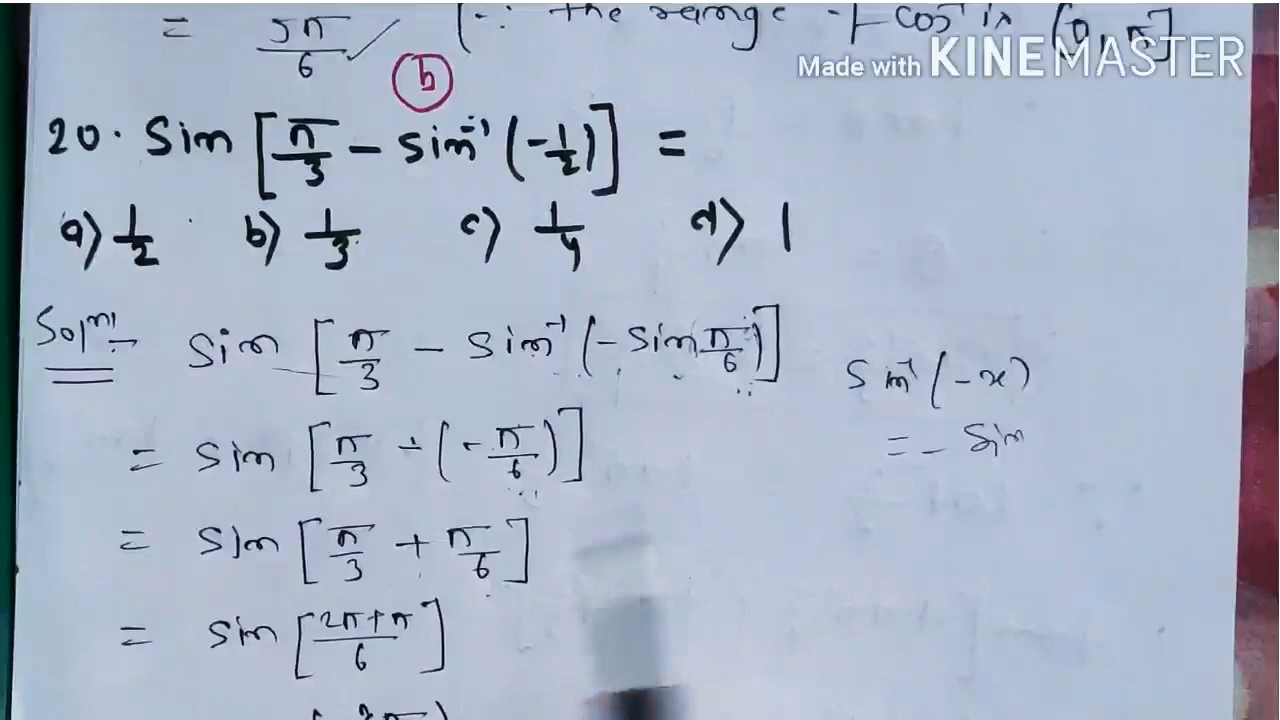 = 5π/6 (∵ the range of cos⁻¹ is [0, π]
Made with KINEMASTER
(b)
20. Sin [π/3 - sin⁻¹(-1/2)] =
a) 1/2 b) 1/3 c) 1/4 d) 1
Solⁿ:- Sin [π/3 - Sin⁻¹(-Sin π/6)]
Sin⁻¹(-x)
= Sin [π/3 - (-π/6)]
= - Sin
= Sin [π/3 + π/6]
= Sin [2π+π/6]
3π